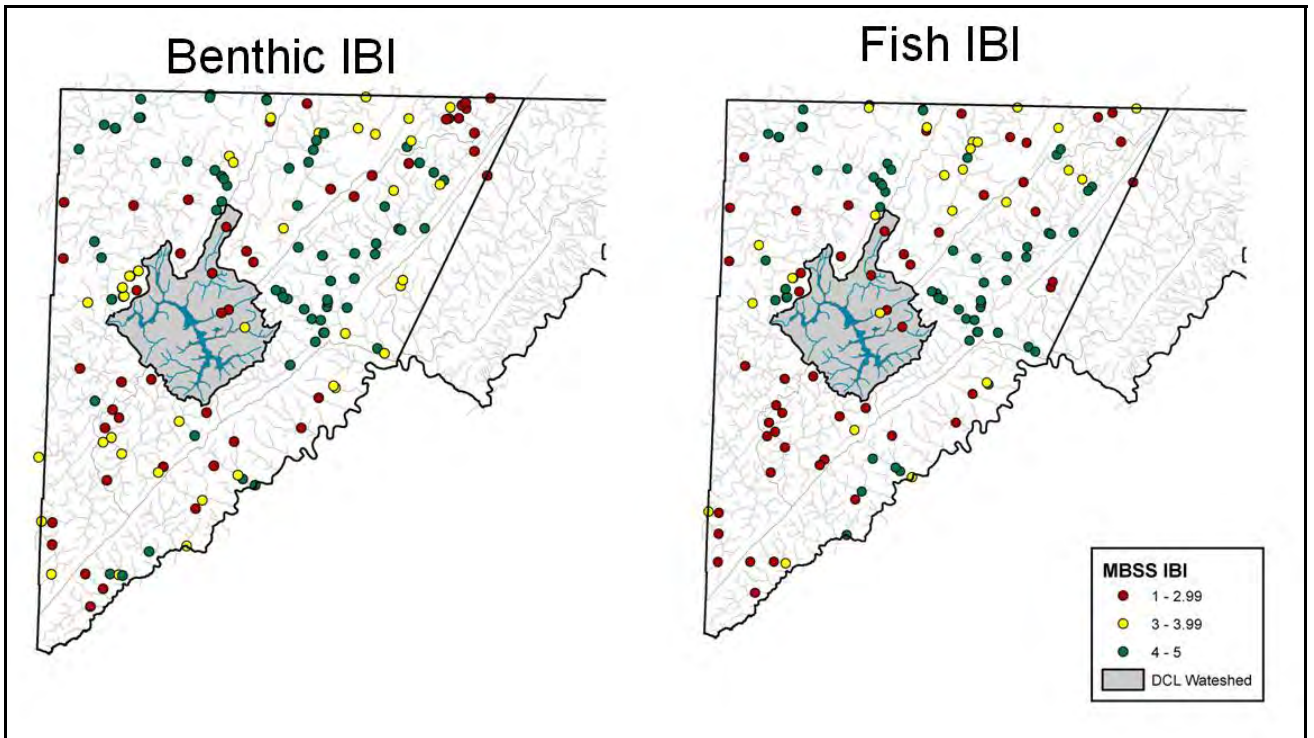 Benthic IBI
Fish IBI
MBSS IBI
1 - 2.99
3 - 3.99
4 - 5
DCL Wateshed